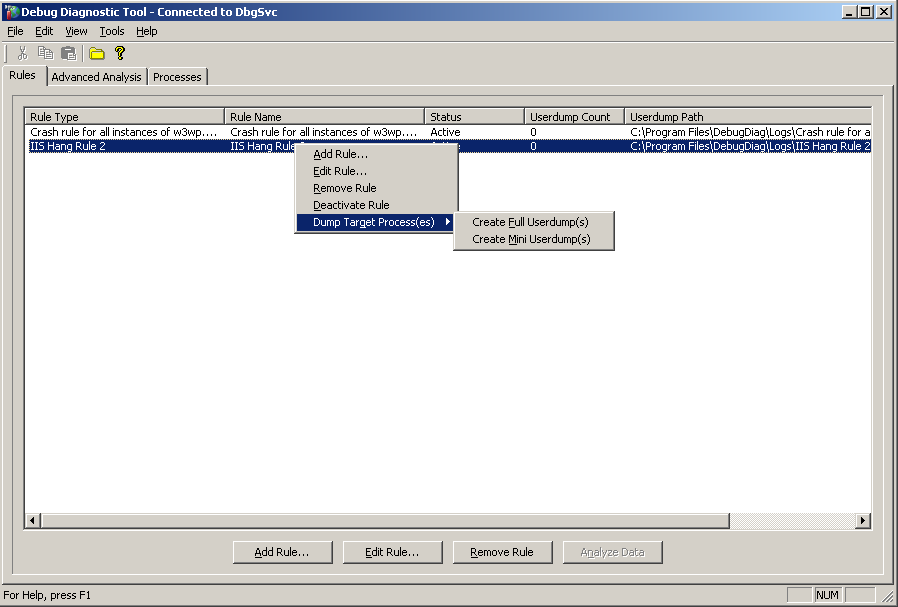 Debug Diagnostic Tool - Connected to DbgSvc
File Edit View Tools Help
Rules Advanced Analysis Processes
Rule Type Rule Name Status Userdump Count Userdump Path
Crash rule for all instances of w3wp.... Crash rule for all instances of w3wp.... Active 0 C:\Program Files\DebugDiag\Logs\Crash rule for a
IIS Hang Rule 2 IIS Hang Rule 0 C:\Program Files\DebugDiag\Logs\IIS Hang Rule 2
Add Rule...
Edit Rule...
Remove Rule
Deactivate Rule
Dump Target Process(es) Create Full Userdump(s)
Create Mini Userdump(s)
Add Rule... Edit Rule... Remove Rule Analyze Data
For Help, press F1 NUM